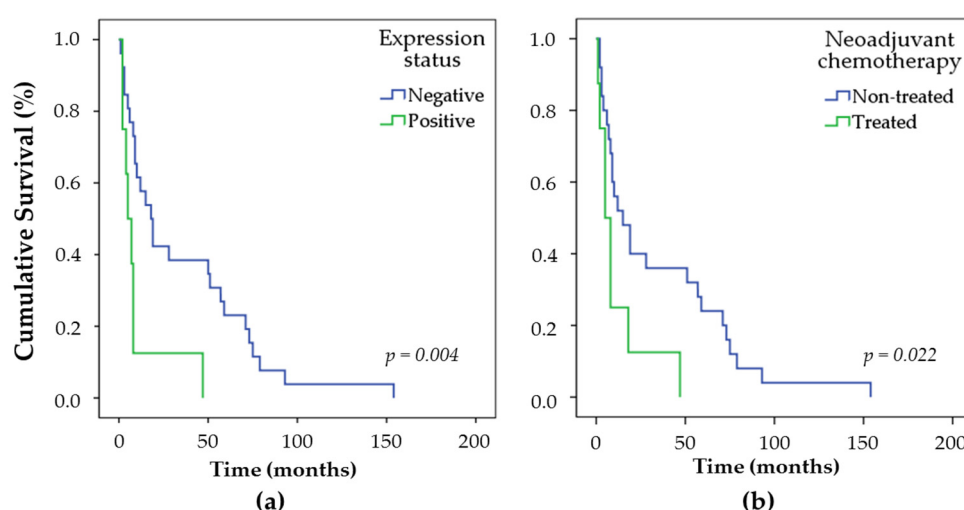 Cumulative Survival (%)
1.0
0.8
0.6
0.4
0.2
0.0
Expression
status
Negative
Positive
p = 0.004
0 50 100 150 200
Time (months)
(a)
1.0
0.8
0.6
0.4
0.2
0.0
Neoadjuvant
chemotherapy
Non-treated
Treated
p = 0.022
0 50 100 150 200
Time (months)
(b)